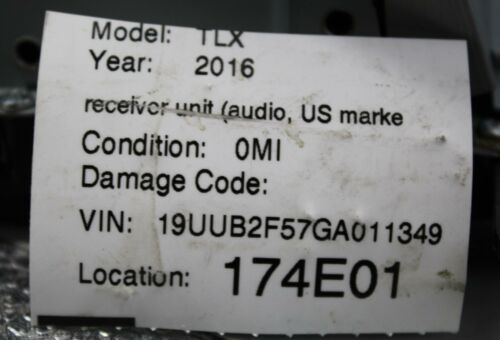 Model: TLX
Year: 2016
receiver unit (audio, US marke
Condition: 0MI
Damage Code:
VIN: 19UUB2F57GA011349
Location: 174E01